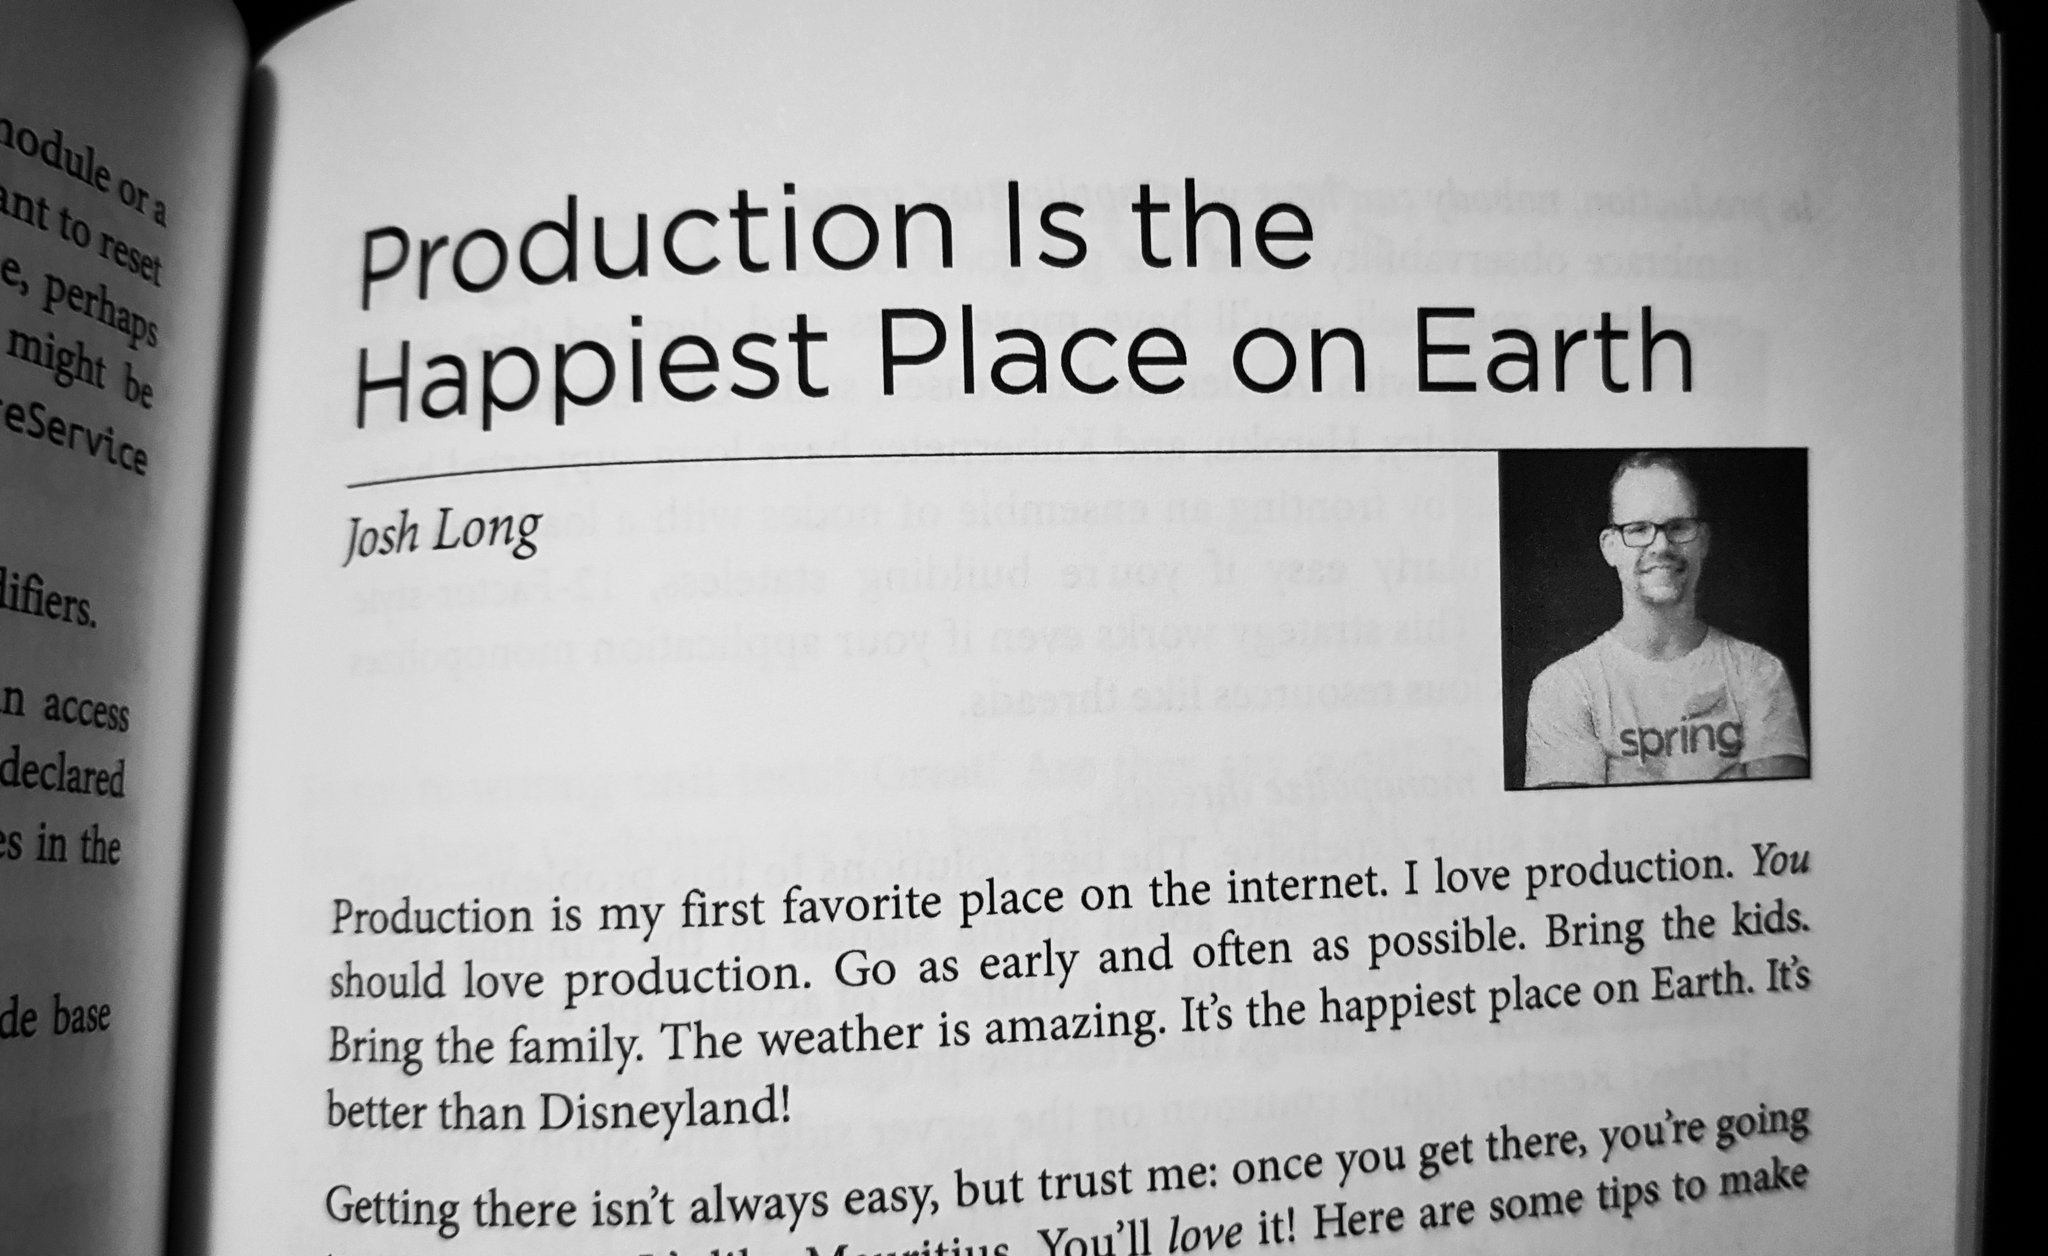 module or a
ant to reset
e, perhaps
might be
eService
difiers.
n access
declared
es in the
de base
Production Is the
Happiest Place on Earth
Josh Long
spring
Production is my first favorite place on the internet. I love production. You
should love production. Go as early and often as possible. Bring the kids.
Bring the family. The weather is amazing. It’s the happiest place on Earth. It’s
better than Disneyland!
Getting there isn’t always easy, but trust me: once you get there, you’re going
Mauritius. You’ll love it! Here are some tips to make